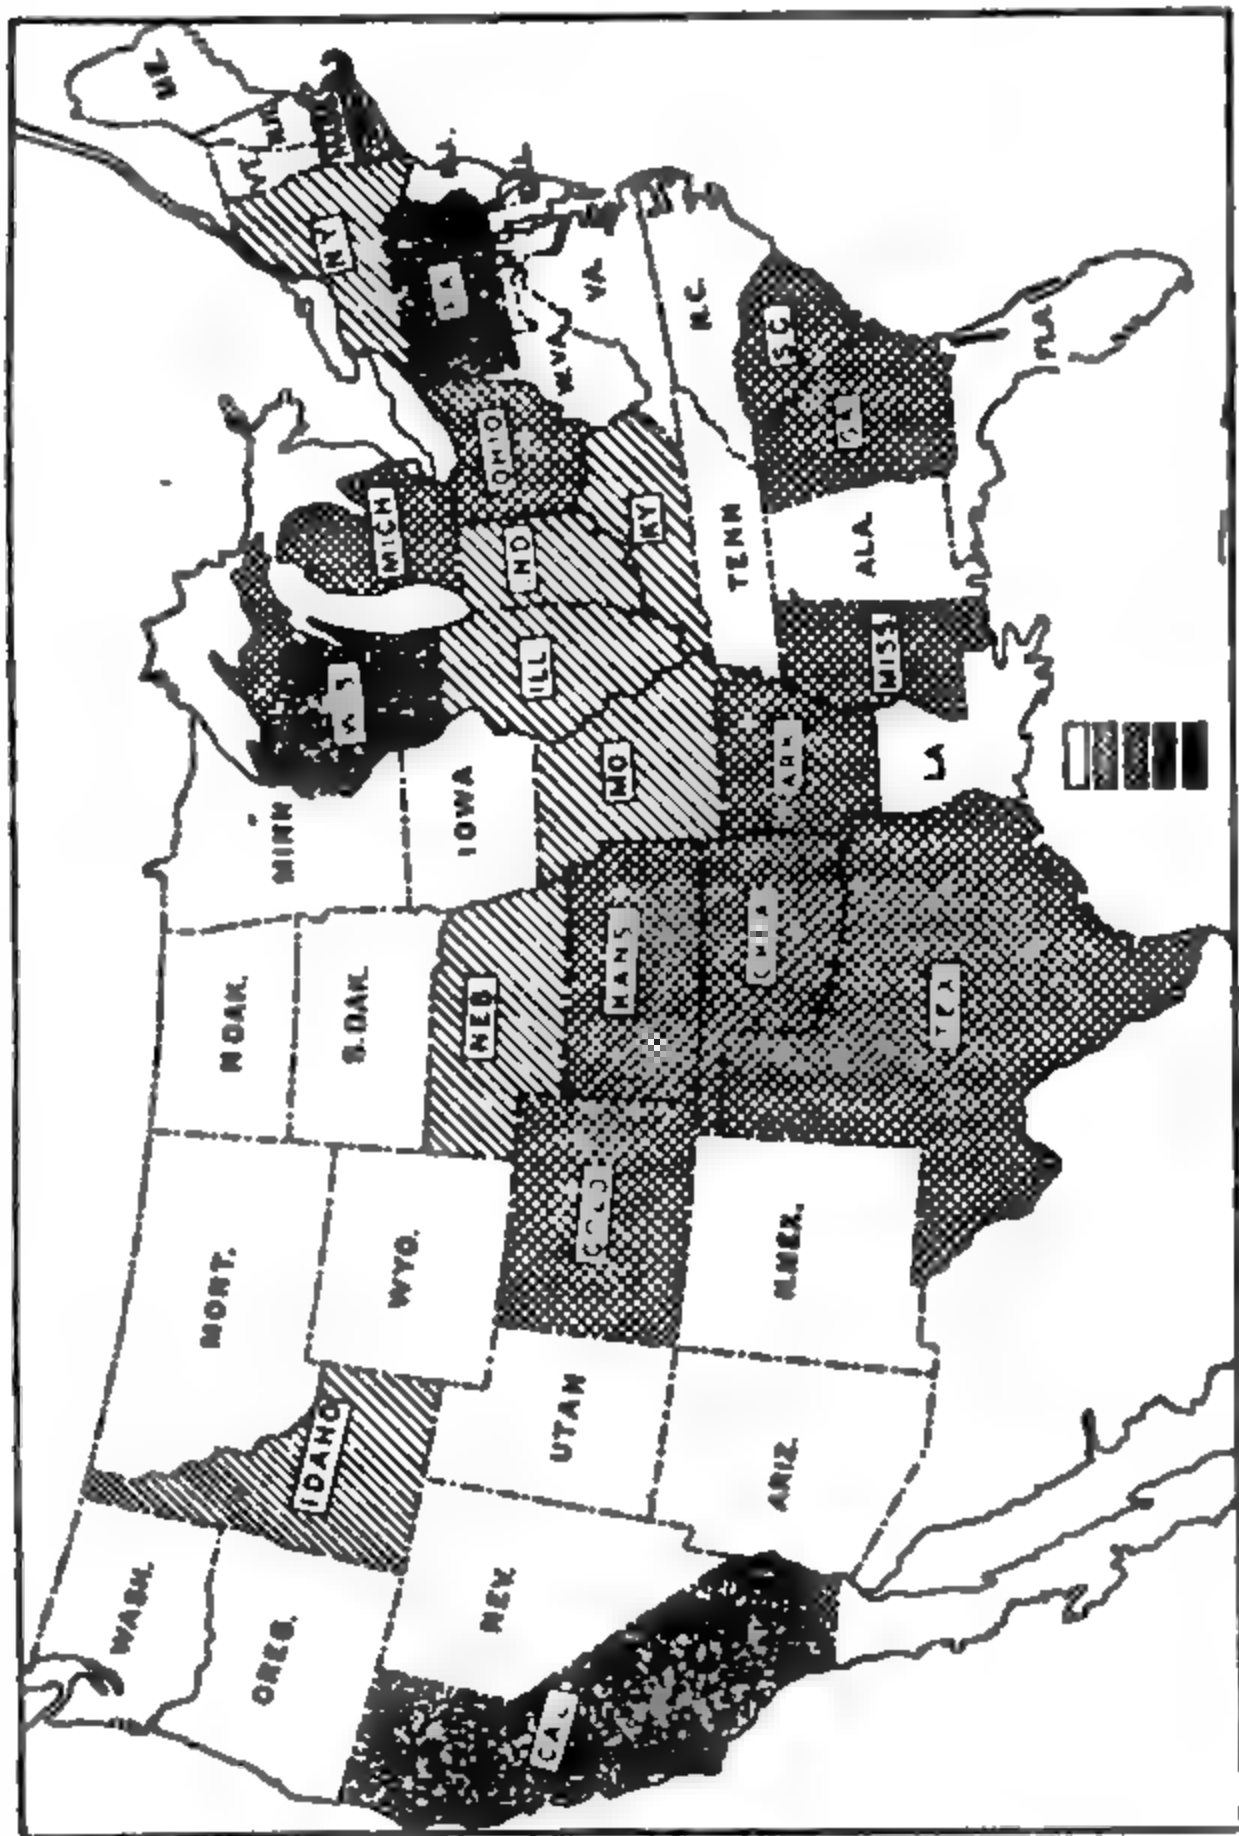 WASH.
OREG.
CAL
NEV.
IDAHO
MONT.
WYO.
UTAH
ARIZ.
COLO
N.MEX.
N DAK.
S.DAK.
NEB
KANS
TEX
MINN
IOWA
MO
ARK
LA
WIS
ILL
MISS
MICH
IND
KY
TENN
ALA.
OHIO
GA
W.VA.
VA.
N.C.
S C
FLA
PA
NY
VT.
ME.